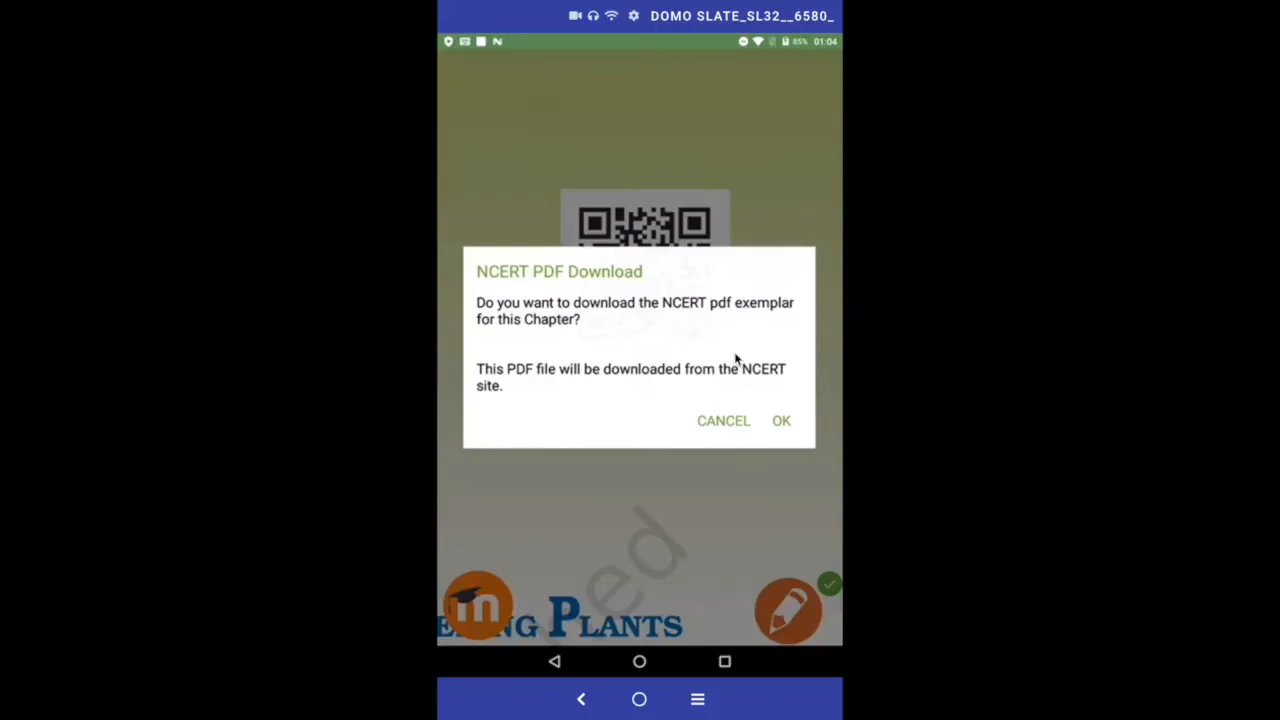 DOMO SLATE_SL32__6580_
85% 01:04
NCERT PDF Download
Do you want to download the NCERT pdf exemplar
for this Chapter?
This PDF file will be downloaded from the NCERT
site.
CANCEL OK
PLANTS